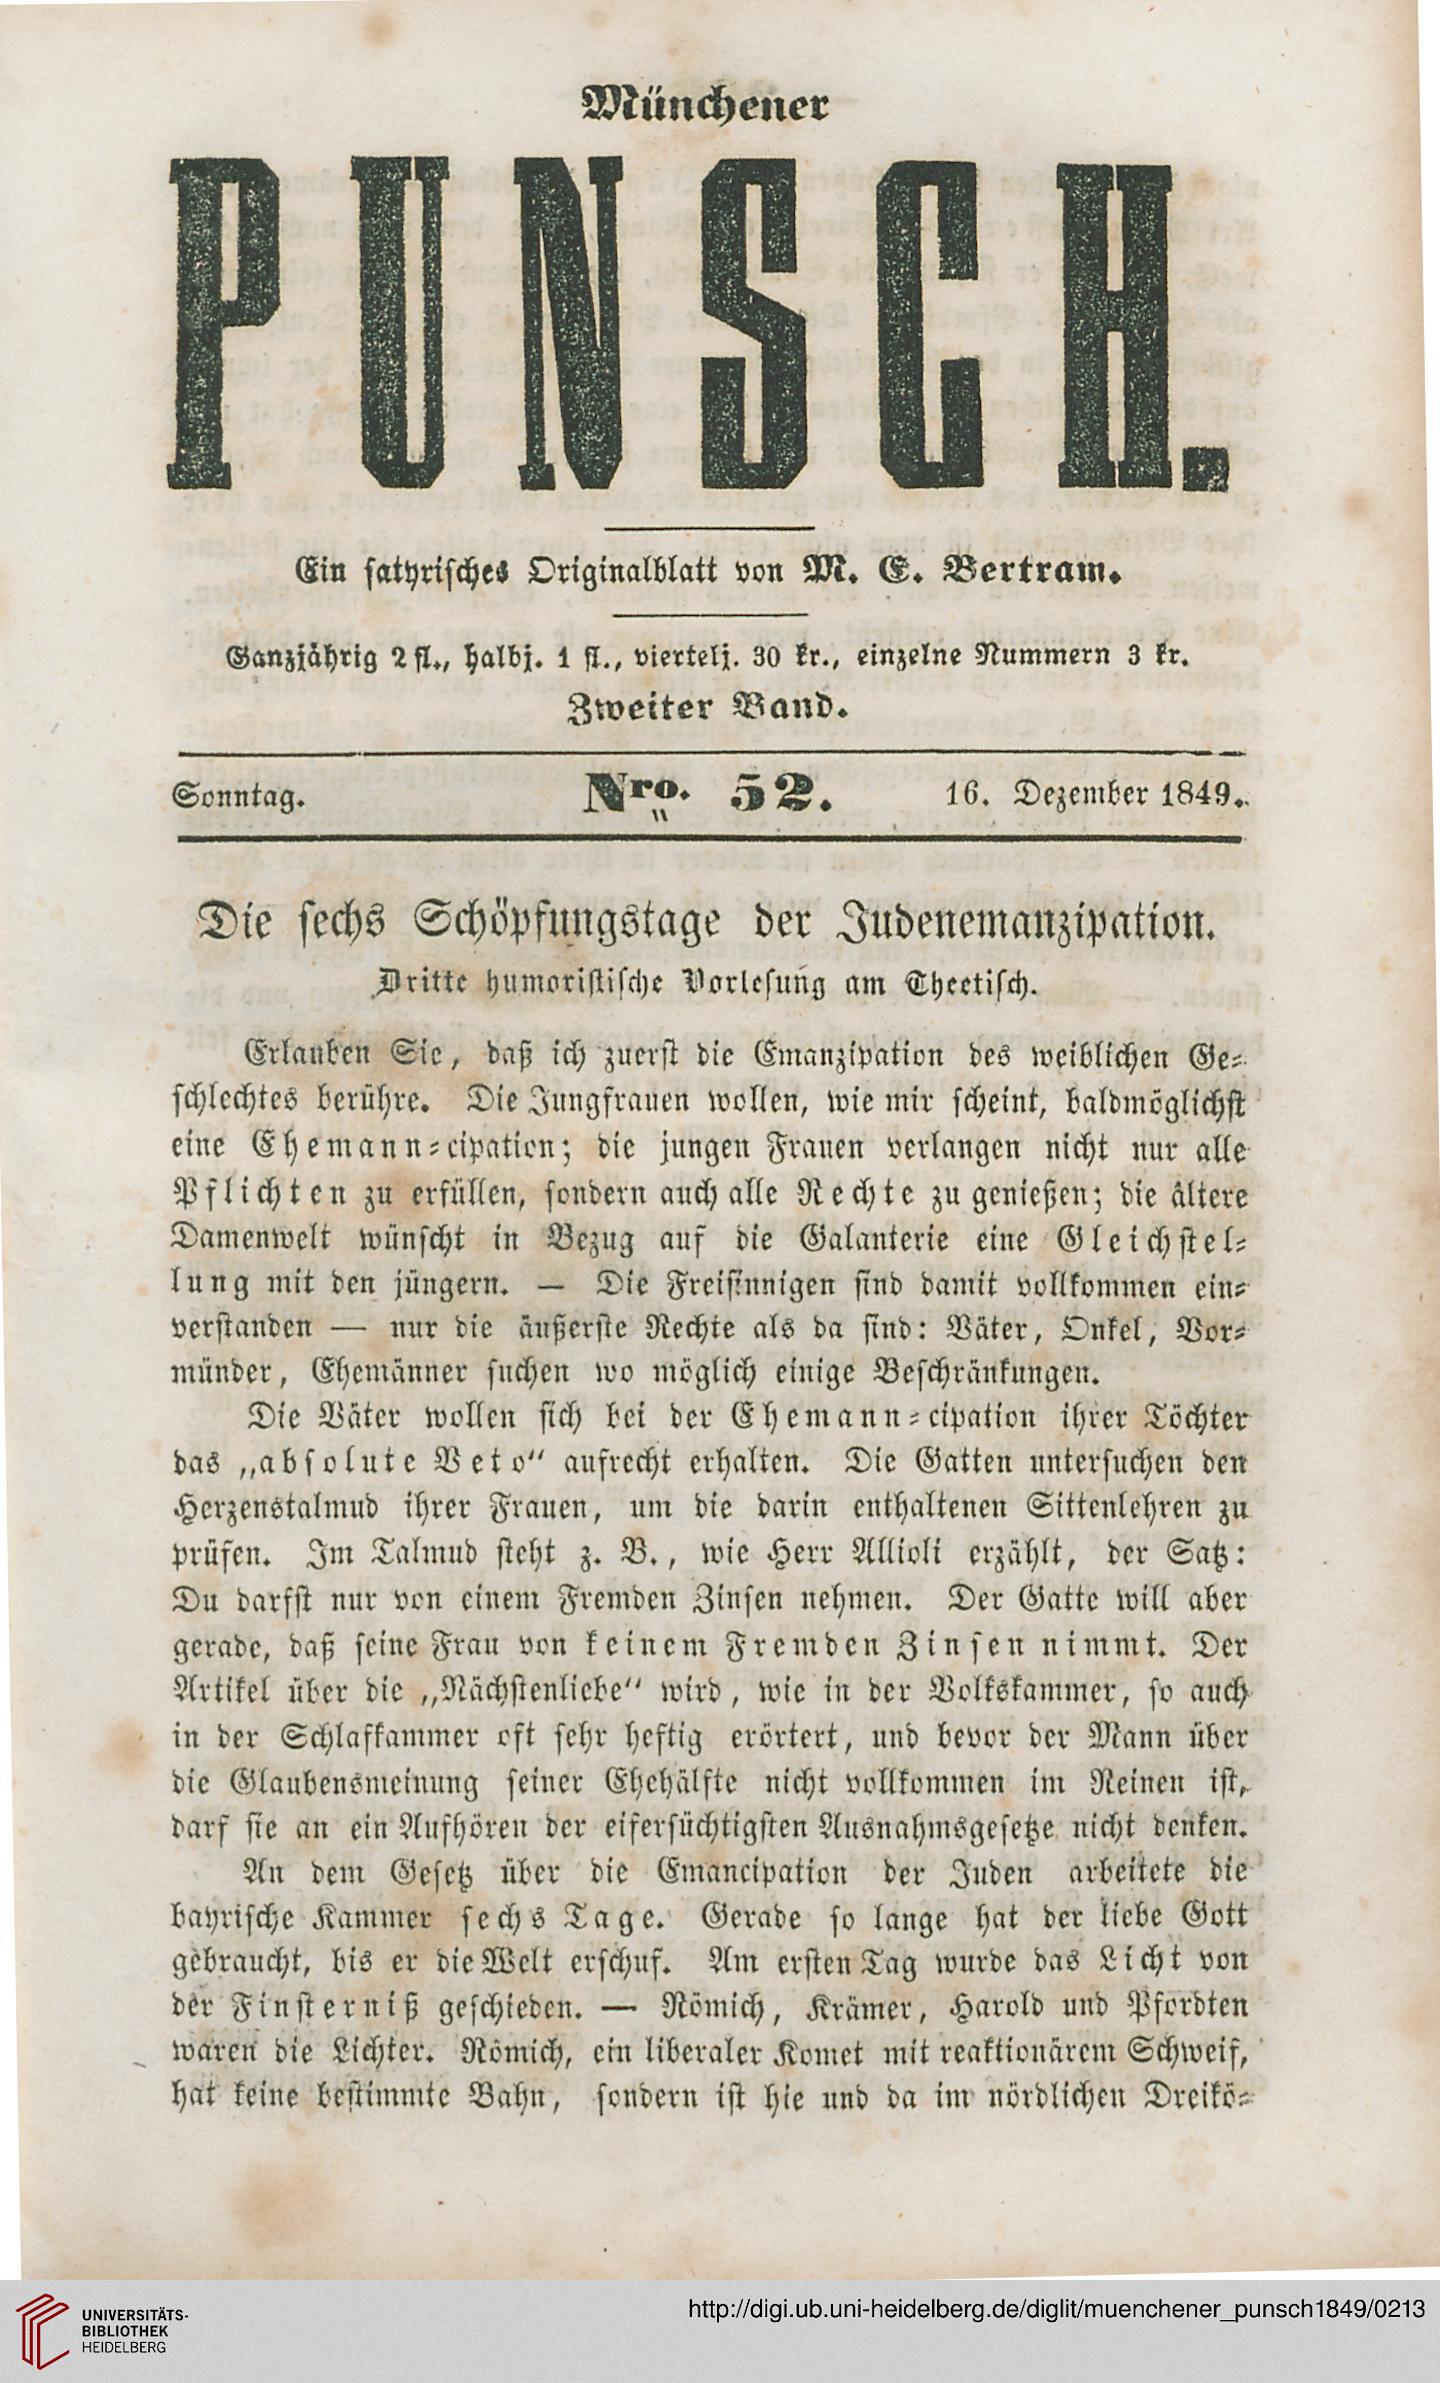 Münchener
PUNSCH.
Ein satyrisches Originalblatt von M. E. Bertram.
Ganzjährig 2 fl., halbj. 1 fl., viertelj. 30 kr., einzelne Nummern 3 kr.
Zweiter Band.
Sonntag. Nro. 52. 16. Dezember 1849.
Die sechs Schöpfungstage der Judenemanzipation.
Dritte humoristische Vorlesung am Theetisch.
Erlauben Sie, daß ich zuerst die Emanzipation des weiblichen Ge-
schlechtes berühre. Die Jungfrauen wollen, wie mir scheint, baldmöglichst
eine Ehemann-cipation; die jungen Frauen verlangen nicht nur alle
Pflichten zu erfüllen, sondern auch alle Rechte zu genießen; die ältere
Damenwelt wünscht in Bezug auf die Galanterie eine Gleichstel-
lung mit den jüngern. — Die Freisinnigen sind damit vollkommen ein-
verstanden — nur die äußerste Rechte als da sind: Väter, Onkel, Vor-
münder, Ehemänner suchen wo möglich einige Beschränkungen.
Die Väter wollen sich bei der Ehemann-cipation ihrer Töchter
das „absolute Veto" aufrecht erhalten. Die Gatten untersuchen den
Herzenstalmud ihrer Frauen, um die darin enthaltenen Sittenlehren zu
prüfen. Im Talmud steht z. B., wie Herr Allioli erzählt, der Satz:
Du darfst nur von einem Fremden Zinsen nehmen. Der Gatte will aber
gerade, daß seine Frau von keinem Fremden Zinsen nimmt. Der
Artikel über die „Nächstenliebe" wird, wie in der Volkskammer, so auch
in der Schlafkammer oft sehr heftig erörtert, und bevor der Mann über
die Glaubensmeinung seiner Ehehälfte nicht vollkommen im Reinen ist,
darf sie an ein Aufhören der eifersüchtigsten Ausnahmsgesetze nicht denken.
An dem Gesetz über die Emancipation der Juden arbeitete die
bayrische Kammer sechs Tage. Gerade so lange hat der liebe Gott
gebraucht, bis er die Welt erschuf. Am ersten Tag wurde das Licht von
der Finsterniß geschieden. — Römich, Krämer, Harold und Pfordten
waren die Lichter. Römich, ein liberaler Komet mit reaktionärem Schweif,
hat keine bestimmte Bahn, sondern ist hie und da im nördlichen Dreikö-
UNIVERSITÄTS-
BIBLIOTHEK
HEIDELBERG
http://digi.ub.uni-heidelberg.de/diglit/muenchener_punsch1849/0213